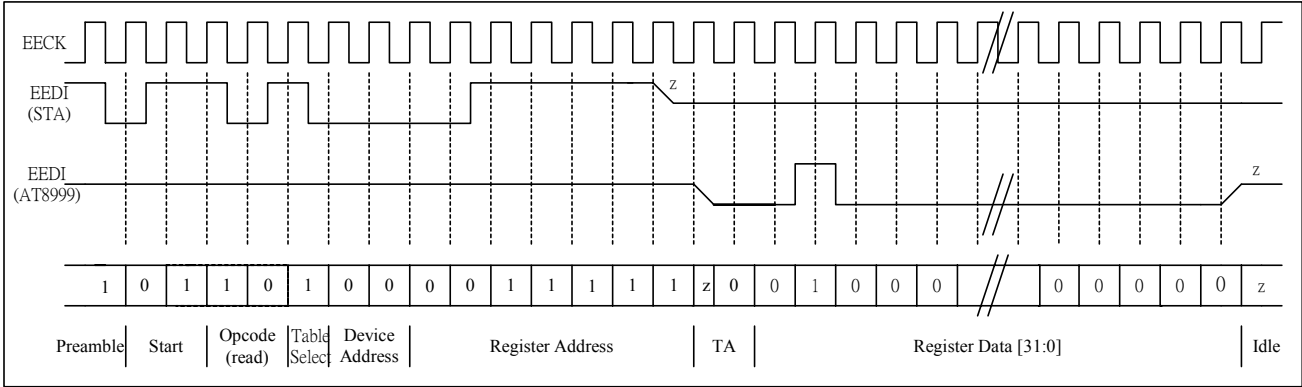 EECK
EEDI
(STA)
z
EEDI
(AT8999)
z
1 0 1 1 0 1 0 0 0 0 1 1 1 1 1 z 0 0 1 0 0 0 0 0 0 0 0 z
Preamble Start Opcode (read) Table Select Device Address Register Address TA Register Data [31:0] Idle